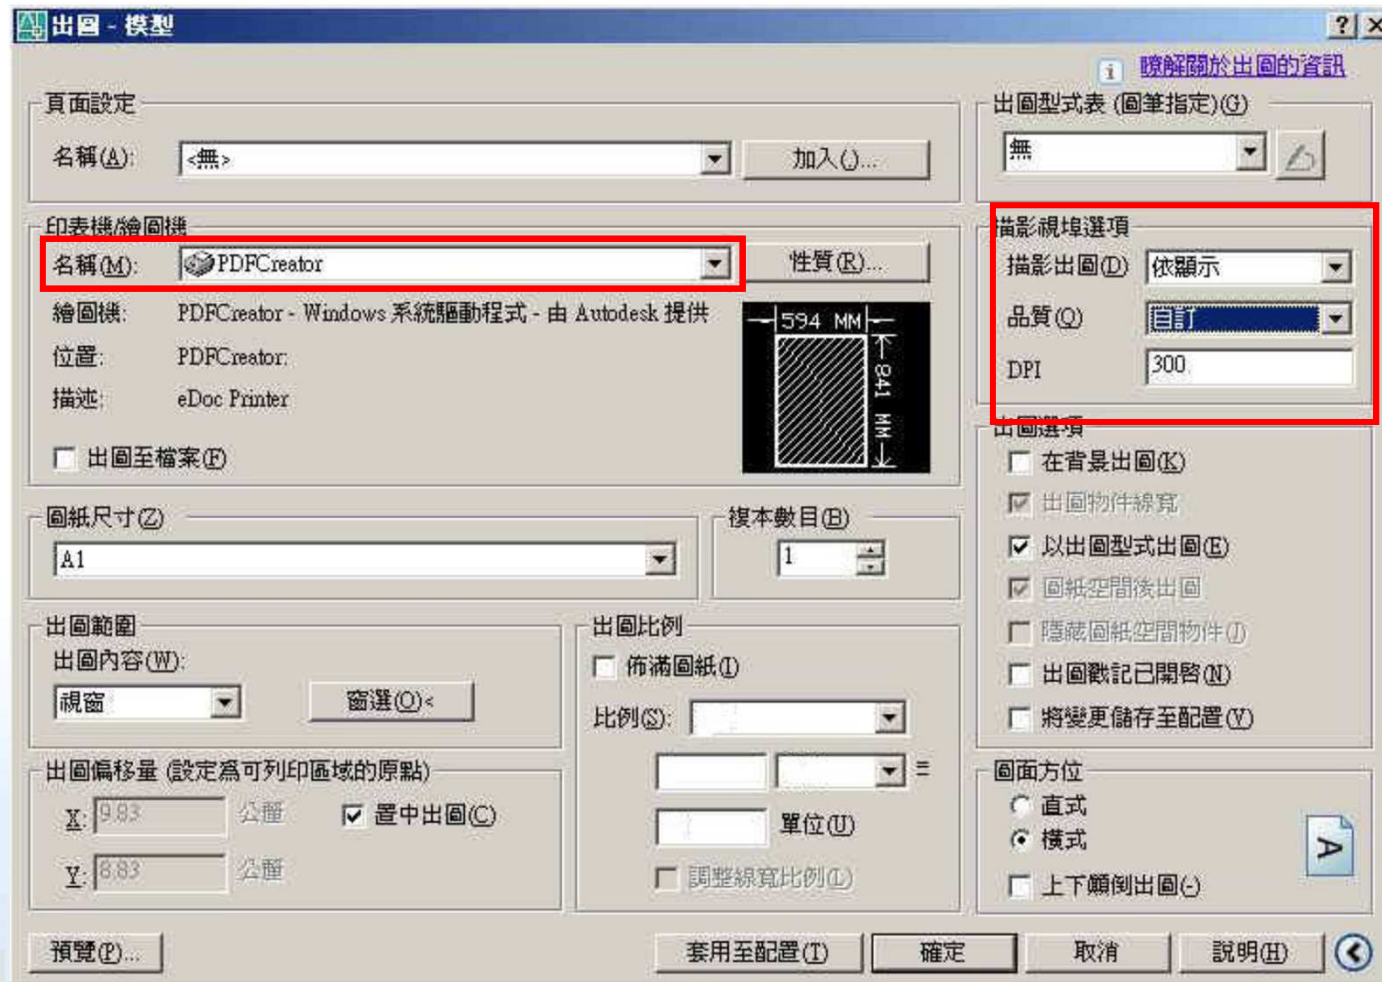 出圖 - 模型
瞭解關於出圖的資訊
頁面設定
名稱(A):
<無>
加入()...
出圖型式表 (圖筆指定)(G)
無
印表機/繪圖機
名稱(M):
PDFCreator
性質(R)...
繪圖機:
PDFCreator - Windows 系統驅動程式 - 由 Autodesk 提供
位置:
PDFCreator:
描述:
eDoc Printer
594 MM
841 MM
出圖至檔案(F)
描影視埠選項
描影出圖(D)
依顯示
品質(Q)
自訂
DPI
300
圖紙尺寸(Z)
A1
複本數目(B)
1
出圖選項
在背景出圖(K)
出圖物件線寬
以出圖型式出圖(E)
圖紙空間後出圖
隱藏圖紙空間物件(J)
出圖戳記已開啟(N)
將變更儲存至配置(V)
出圖範圍
出圖內容(W):
視窗
窗選(O)<
出圖比例
佈滿圖紙(I)
比例(S):
=
單位(U)
調整線寬比例(L)
出圖偏移量 (設定為可列印區域的原點)
X:
9.83
公釐
置中出圖(C)
Y:
8.83
公釐
圖面方位
直式
橫式
上下顛倒出圖(-)
A
預覽(P)...
套用至配置(T)
確定
取消
說明(H)